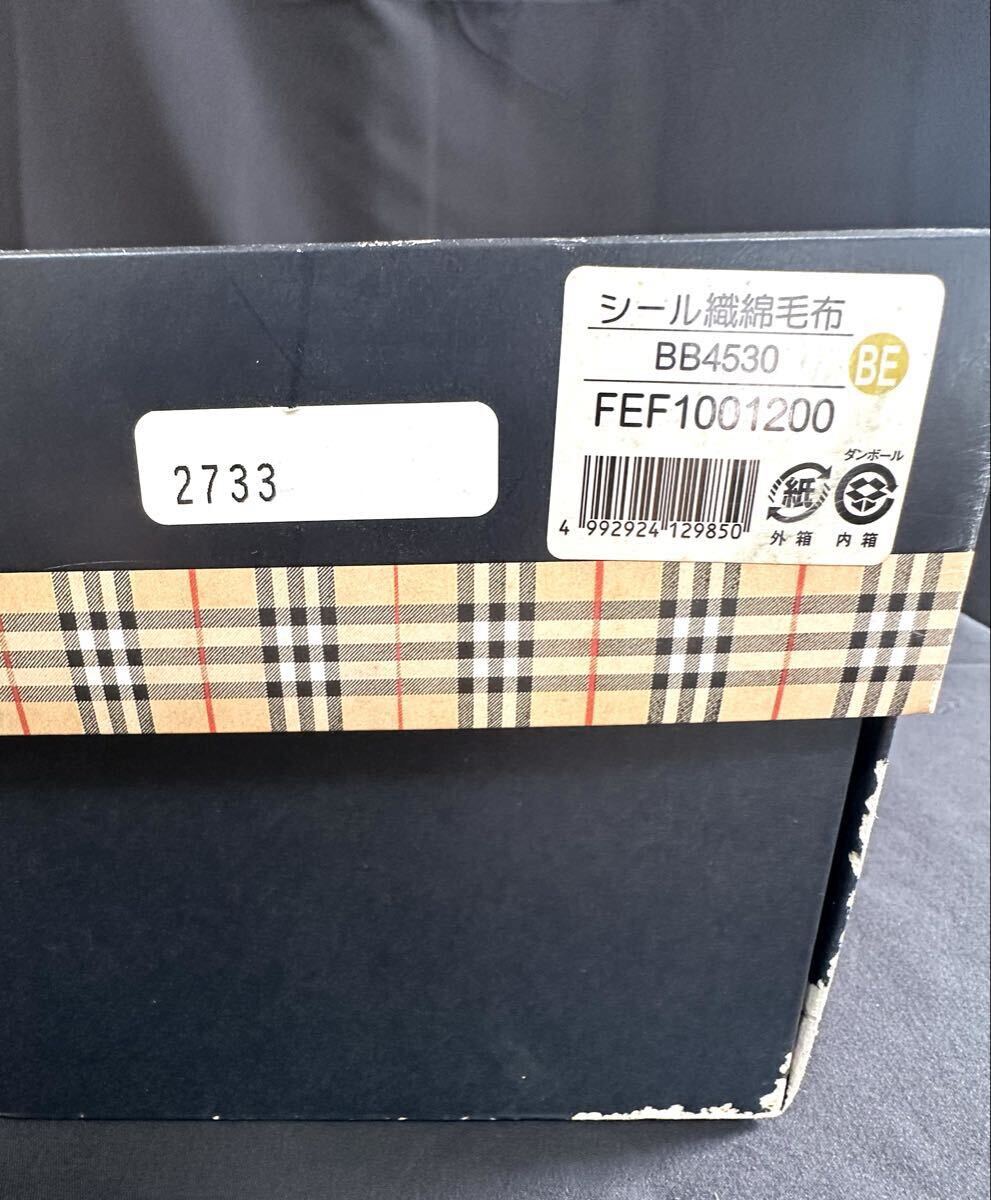 シール織綿毛布
BB4530
BE
FEF1001200
2733
ダンボール
紙
4 992924 129850
外箱
内箱